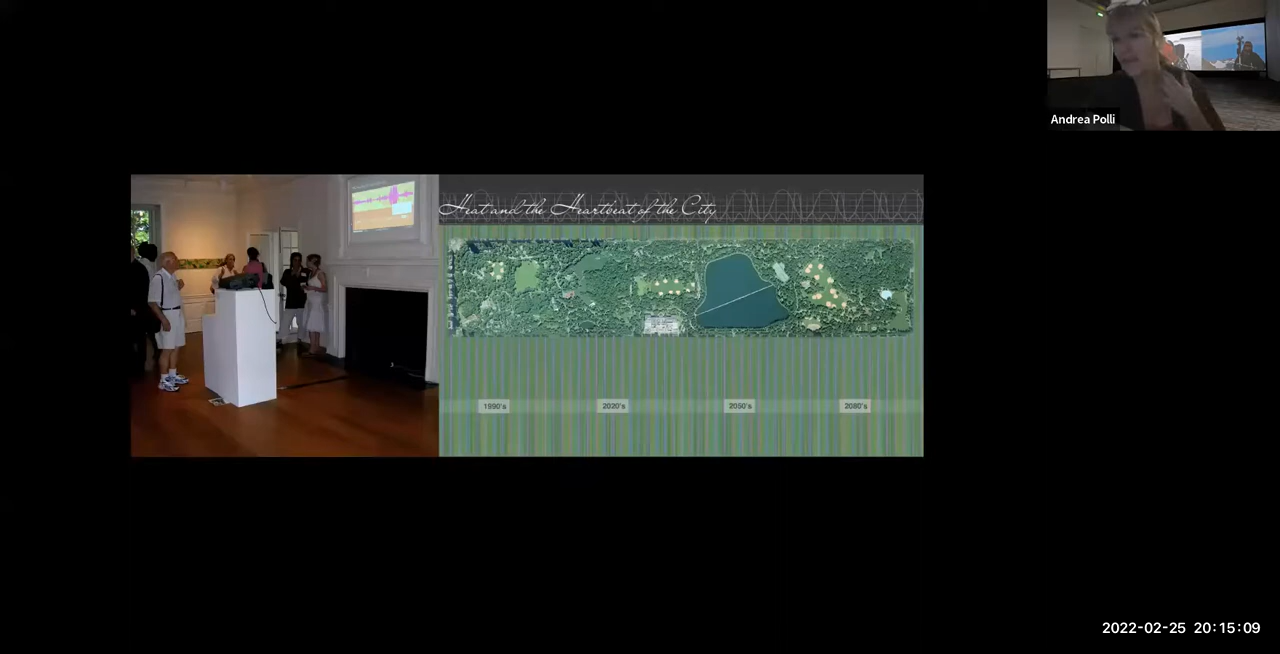 Andrea Polli
Heat and the Heartbeat of the City
1990's
2020's
2050's
2080's
2022-02-25 20:15:09